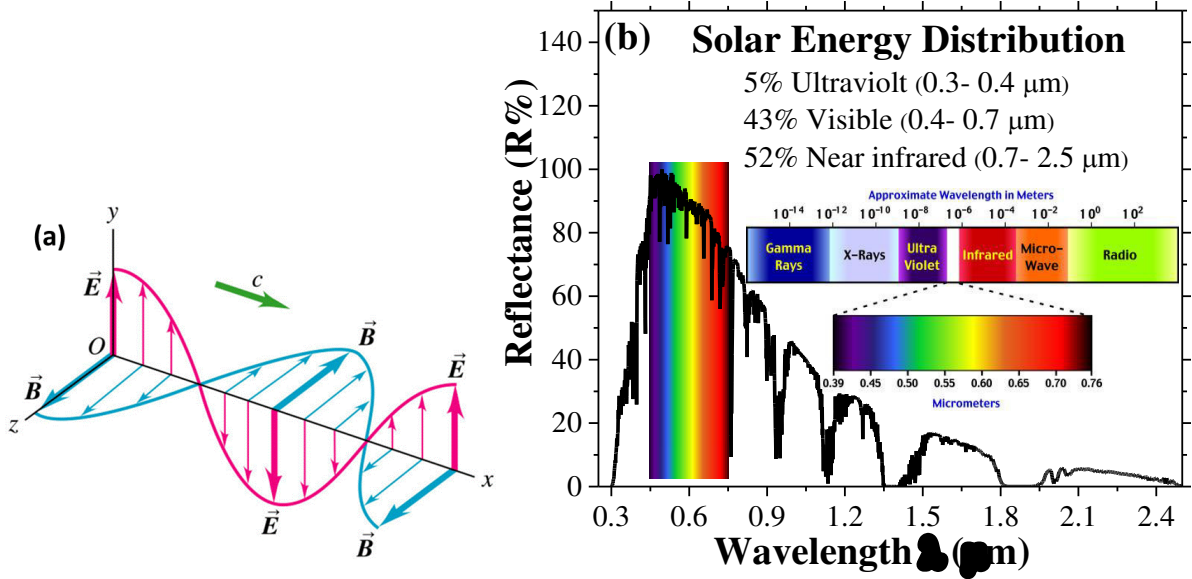 (a)
y
E
c
O
B
B
E
z
x
E
B
(b)
Solar Energy Distribution
5% Ultraviolt (0.3- 0.4 μm)
43% Visible (0.4- 0.7 μm)
52% Near infrared (0.7- 2.5 μm)
Reflectance (R%)
140
120
100
80
60
40
20
0
Approximate Wavelength in Meters
10⁻¹⁴ 10⁻¹² 10⁻¹⁰ 10⁻⁸ 10⁻⁶ 10⁻⁴ 10⁻² 10⁰ 10²
Gamma Rays
X-Rays
Ultra Violet
Infrared
Micro-Wave
Radio
0.39 0.45 0.50 0.55 0.60 0.65 0.70 0.76
Micrometers
0.3 0.6 0.9 1.2 1.5 1.8 2.1 2.4
Wavelength